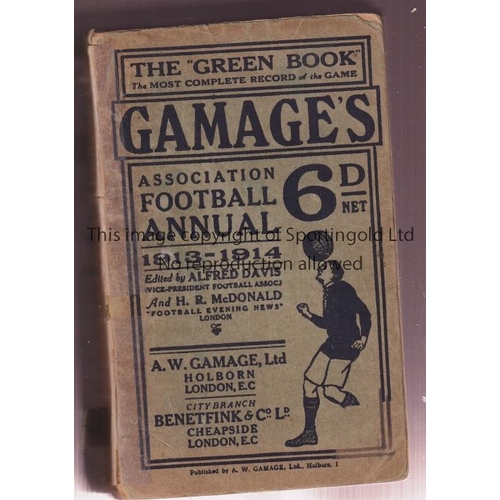 THE "GREEN BOOK"
The MOST COMPLETE RECORD of the GAME
GAMAGE'S
ASSOCIATION
FOOTBALL
ANNUAL
6D
NET
1913-1914
Edited by ALFRED DAVIS
(VICE-PRESIDENT FOOTBALL ASSOC)
And H. R. McDONALD
"FOOTBALL EVENING NEWS"
LONDON
A.W. GAMAGE, Ltd
HOLBORN
LONDON, E.C
CITY BRANCH
BENETFINK & Co. Ld.
CHEAPSIDE
LONDON, E.C
Published by A. W. GAMAGE, Ltd., Holborn. 1
This image copyright of Sportingold Ltd
No reproduction allowed